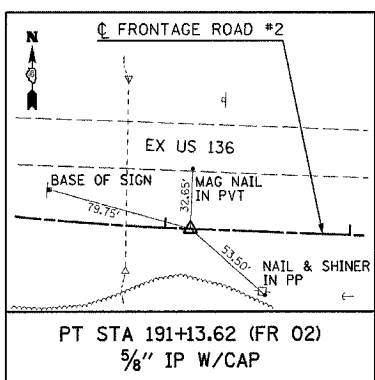 ℄ FRONTAGE ROAD #2
N
EX US 136
BASE OF SIGN
MAG NAIL
IN PVT
32.65'
79.75'
53.50'
NAIL & SHINER
IN PP
PT STA 191+13.62 (FR 02)
5/8" IP W/CAP